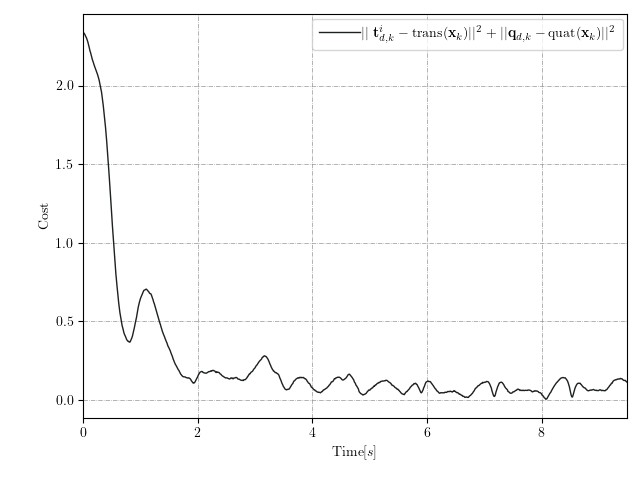 || t^i_{d,k} − trans(x_k)||² + ||q_{d,k} − quat(x_k)||²
2.0
1.5
1.0
0.5
0.0
Cost
0 2 4 6 8
Time[s]